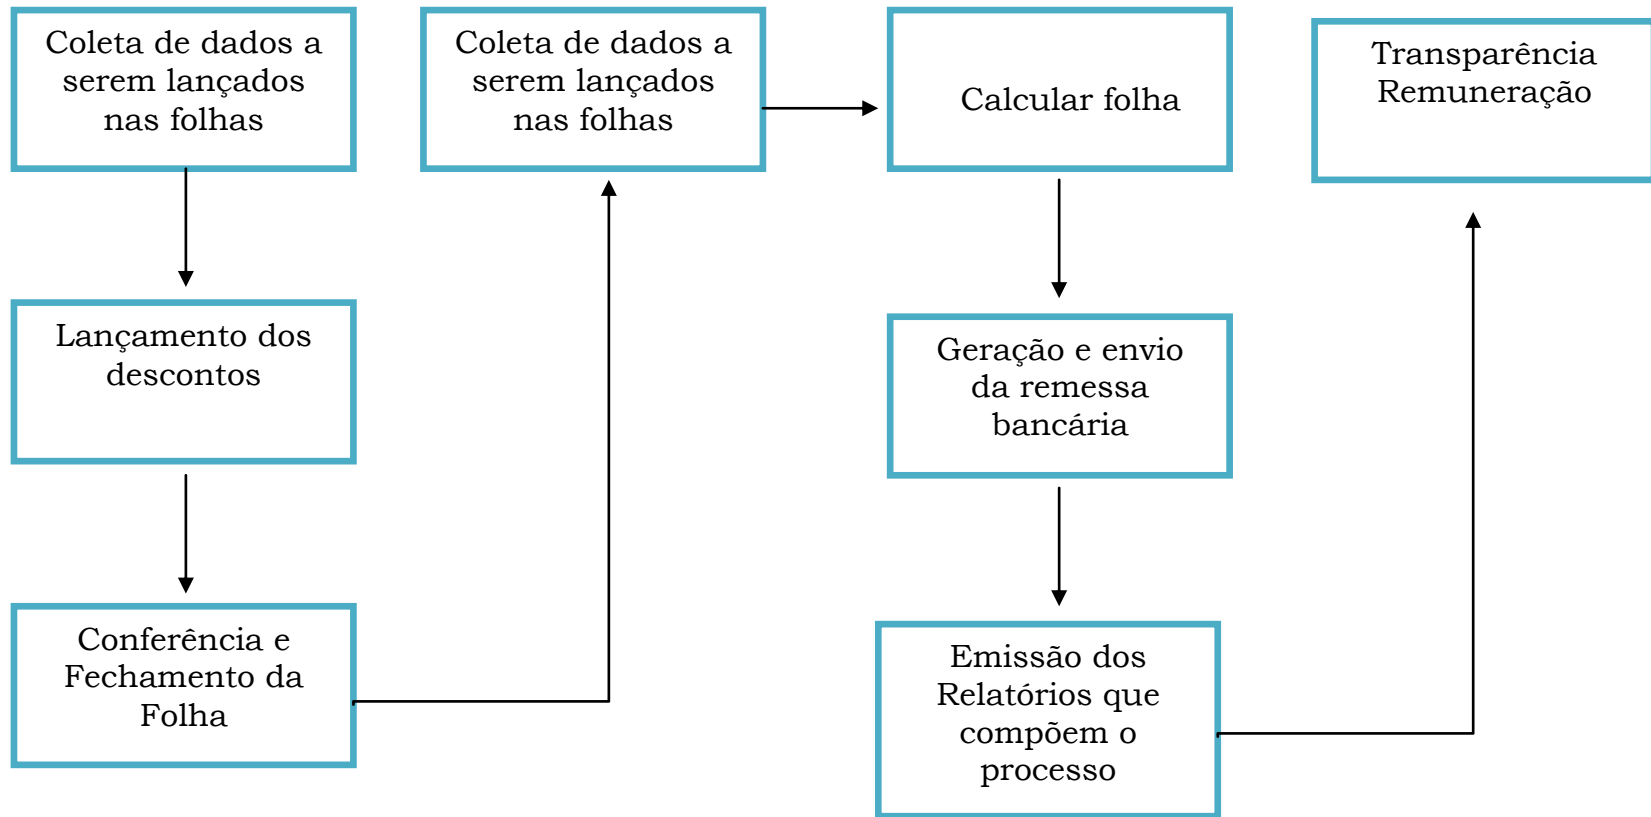 Coleta de dados a
serem lançados
nas folhas
Lançamento dos
descontos
Conferência e
Fechamento da
Folha
Coleta de dados a
serem lançados
nas folhas
Calcular folha
Geração e envio
da remessa
bancária
Emissão dos
Relatórios que
compõem o
processo
Transparência
Remuneração